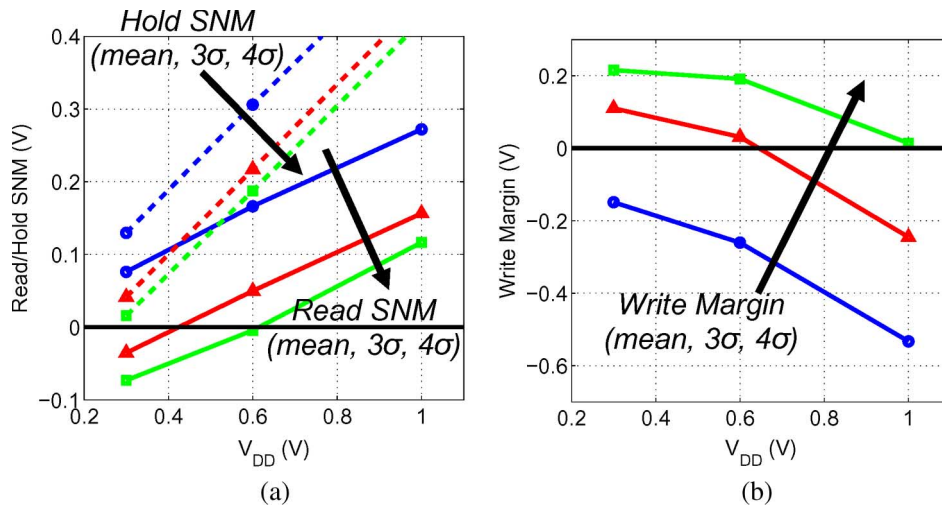 Hold SNM
(mean, 3σ, 4σ)
0.4
0.3
0.2
0.1
0
−0.1
Read/Hold SNM (V)
Read SNM
(mean, 3σ, 4σ)
0.2
0.4
0.6
0.8
1
V_DD (V)
(a)
0.2
0
−0.2
−0.4
−0.6
Write Margin (V)
Write Margin
(mean, 3σ, 4σ)
0.2
0.4
0.6
0.8
1
V_DD (V)
(b)